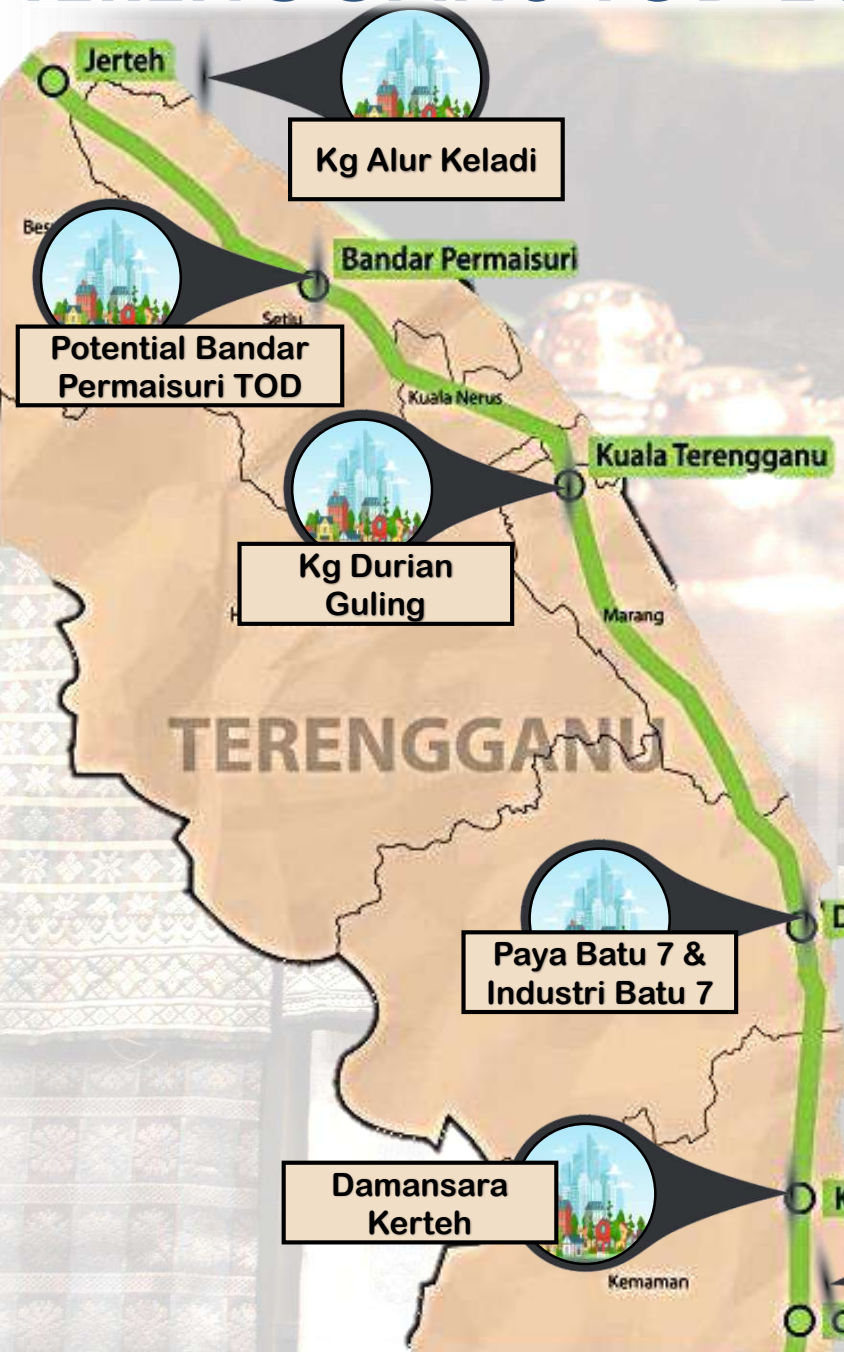 Jerteh
Kg Alur Keladi
Bandar Permaisuri
Setiu
Potential Bandar
Permaisuri TOD
Kuala Nerus
Kuala Terengganu
Kg Durian
Guling
Marang
TERENGGANU
Paya Batu 7 &
Industri Batu 7
Damansara
Kerteh
Kemaman